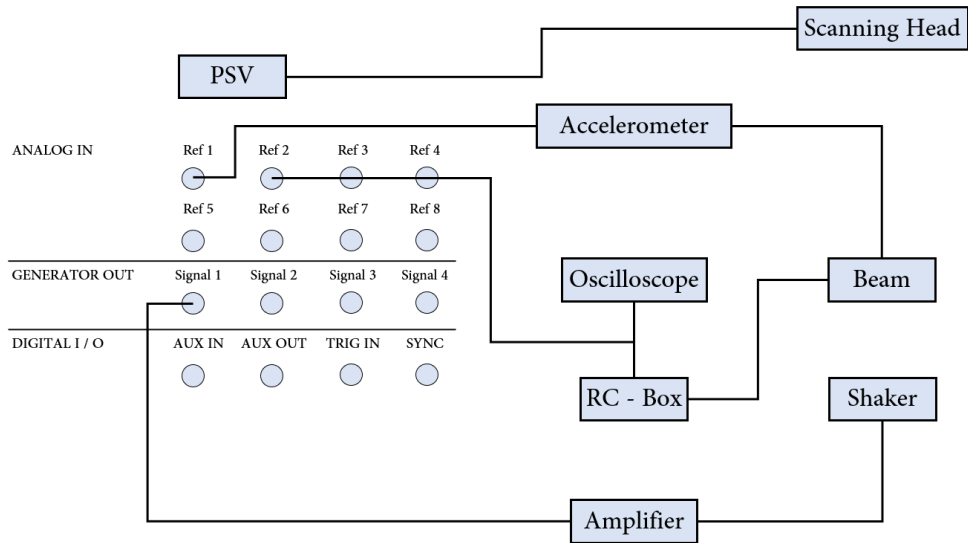 Scanning Head
PSV
Accelerometer
ANALOG IN
Ref 1 Ref 2 Ref 3 Ref 4
Ref 5 Ref 6 Ref 7 Ref 8
GENERATOR OUT Signal 1 Signal 2 Signal 3 Signal 4
Oscilloscope
Beam
DIGITAL I / O AUX IN AUX OUT TRIG IN SYNC
RC - Box
Shaker
Amplifier